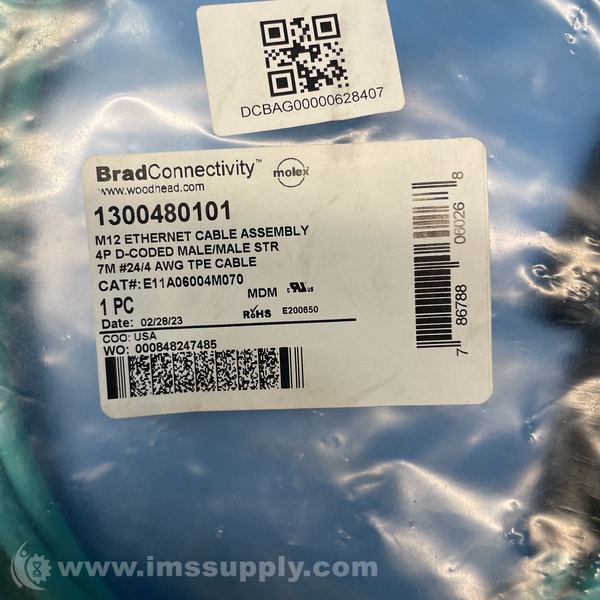 DCBAG00000628407
BradConnectivity™ molex
www.woodhead.com
1300480101
M12 ETHERNET CABLE ASSEMBLY
4P D-CODED MALE/MALE STR
7M #24/4 AWG TPE CABLE
CAT#: E11A06004M070
1 PC MDM
Date: 02/28/23 RoHS E200650
COO: USA
WO: 000848247485
7 86788 06026 8
www.imssupply.com